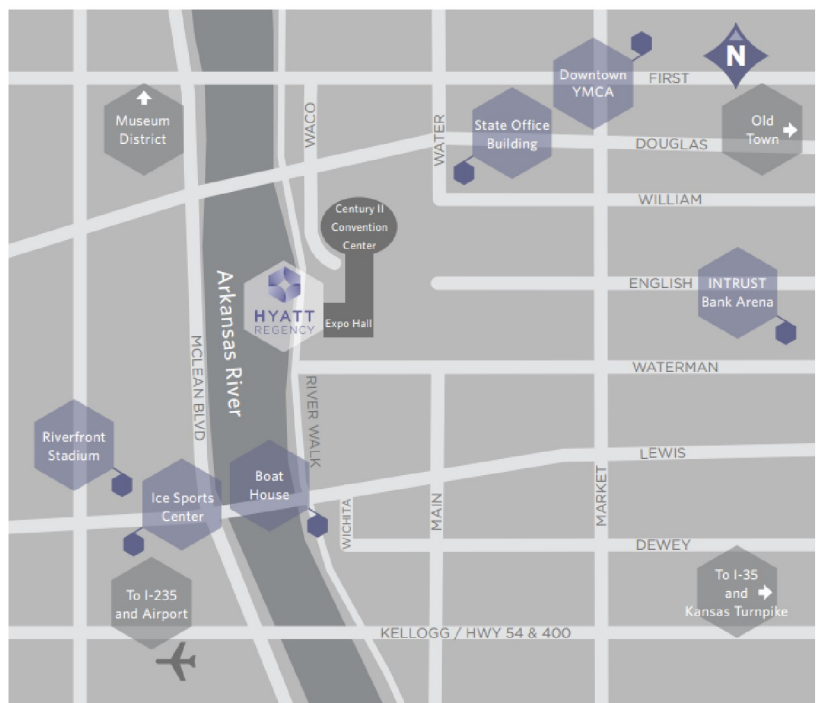 N
Downtown
YMCA
FIRST
Museum
District
WACO
WATER
State Office
Building
DOUGLAS
Old
Town
WILLIAM
Century II
Convention
Center
Arkansas River
HYATT
REGENCY
Expo Hall
ENGLISH
INTRUST
Bank Arena
MCLEAN BLVD
RIVER WALK
WATERMAN
Riverfront
Stadium
LEWIS
Ice Sports
Center
Boat
House
WICHITA
MAIN
MARKET
DEWEY
To I-235
and Airport
To I-35
and
Kansas Turnpike
KELLOGG / HWY 54 & 400